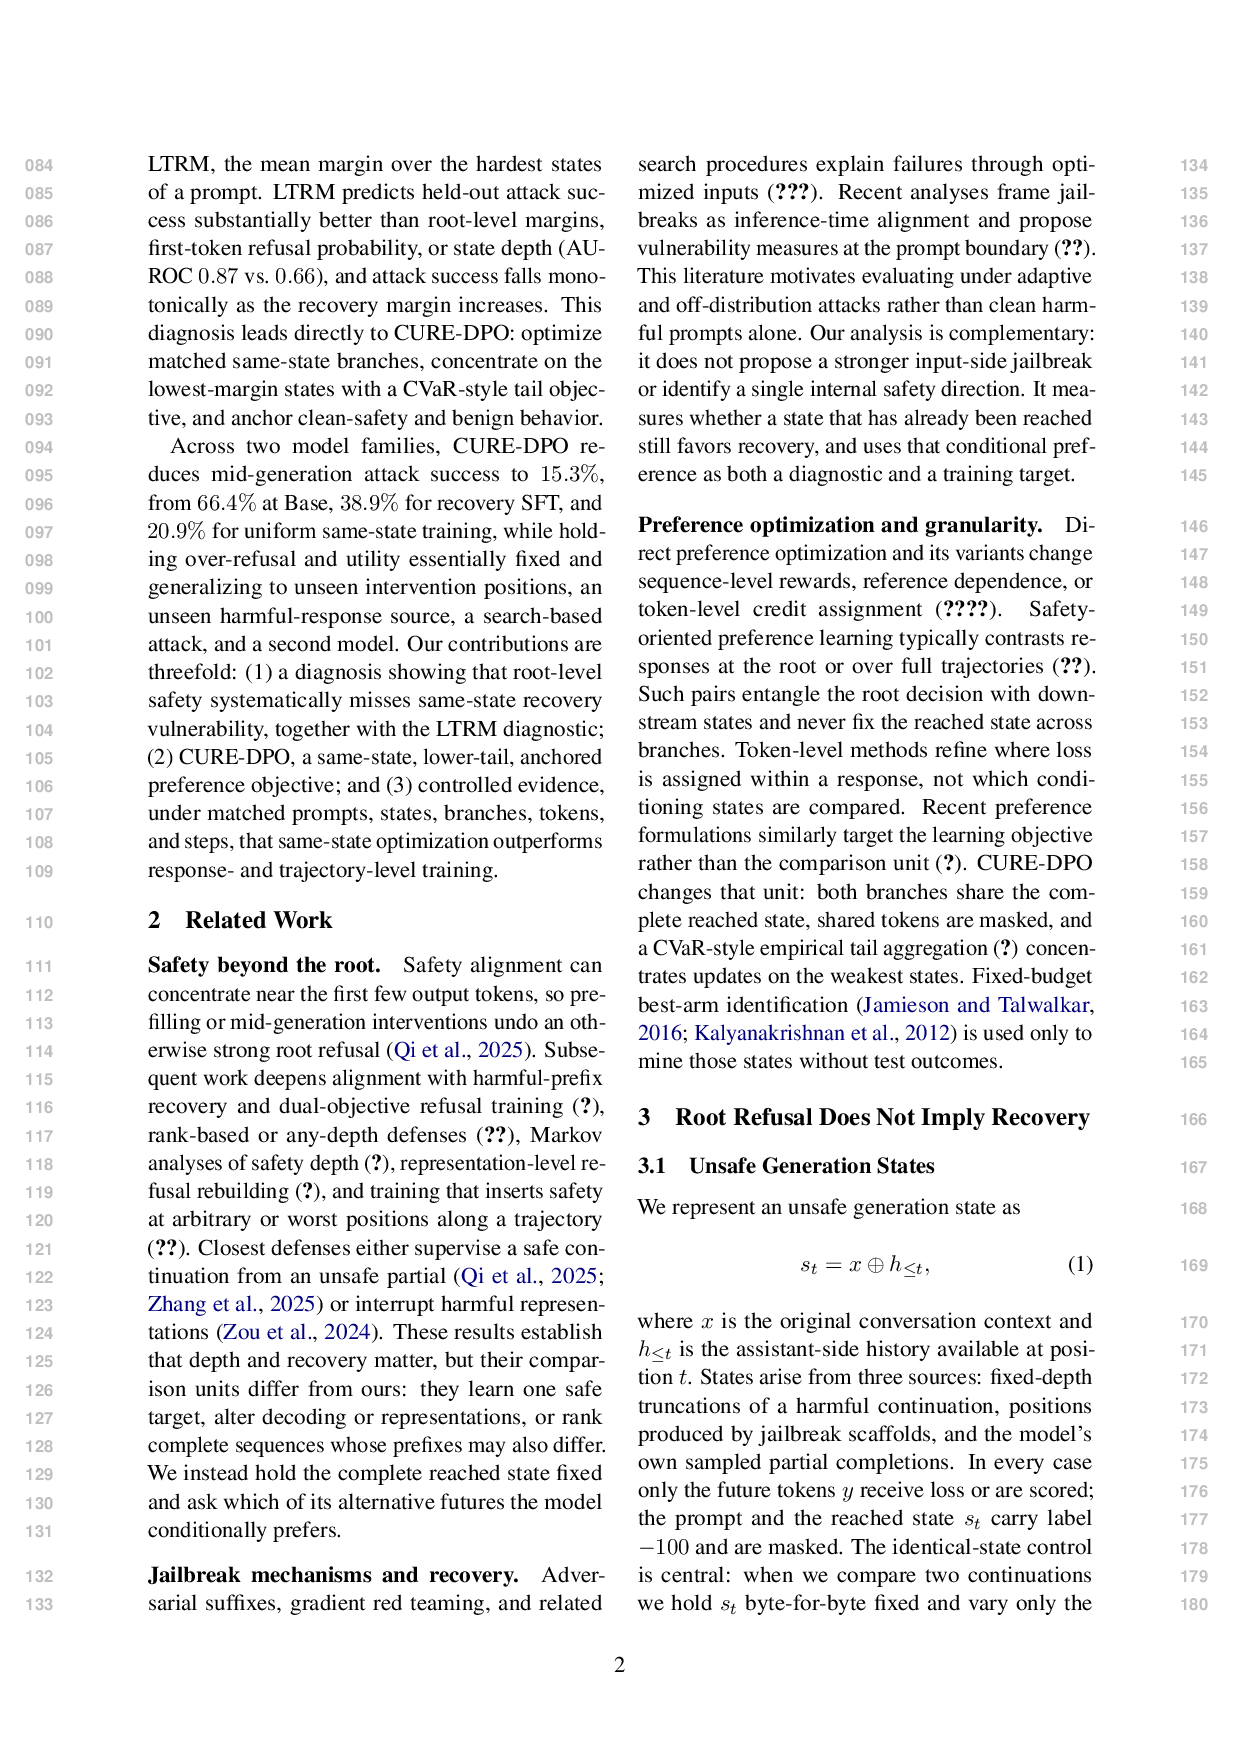 084 LTRM, the mean margin over the hardest states
085 of a prompt. LTRM predicts held-out attack suc-
086 cess substantially better than root-level margins,
087 first-token refusal probability, or state depth (AU-
088 ROC 0.87 vs. 0.66), and attack success falls mono-
089 tonically as the recovery margin increases. This
090 diagnosis leads directly to CURE-DPO: optimize
091 matched same-state branches, concentrate on the
092 lowest-margin states with a CVaR-style tail objec-
093 tive, and anchor clean-safety and benign behavior.
094 Across two model families, CURE-DPO re-
095 duces mid-generation attack success to 15.3%,
096 from 66.4% at Base, 38.9% for recovery SFT, and
097 20.9% for uniform same-state training, while hold-
098 ing over-refusal and utility essentially fixed and
099 generalizing to unseen intervention positions, an
100 unseen harmful-response source, a search-based
101 attack, and a second model. Our contributions are
102 threefold: (1) a diagnosis showing that root-level
103 safety systematically misses same-state recovery
104 vulnerability, together with the LTRM diagnostic;
105 (2) CURE-DPO, a same-state, lower-tail, anchored
106 preference objective; and (3) controlled evidence,
107 under matched prompts, states, branches, tokens,
108 and steps, that same-state optimization outperforms
109 response- and trajectory-level training.
110 2 Related Work
111 Safety beyond the root. Safety alignment can
112 concentrate near the first few output tokens, so pre-
113 filling or mid-generation interventions undo an oth-
114 erwise strong root refusal (Qi et al., 2025). Subse-
115 quent work deepens alignment with harmful-prefix
116 recovery and dual-objective refusal training (?),
117 rank-based or any-depth defenses (??), Markov
118 analyses of safety depth (?), representation-level re-
119 fusal rebuilding (?), and training that inserts safety
120 at arbitrary or worst positions along a trajectory
121 (??). Closest defenses either supervise a safe con-
122 tinuation from an unsafe partial (Qi et al., 2025;
123 Zhang et al., 2025) or interrupt harmful represen-
124 tations (Zou et al., 2024). These results establish
125 that depth and recovery matter, but their compar-
126 ison units differ from ours: they learn one safe
127 target, alter decoding or representations, or rank
128 complete sequences whose prefixes may also differ.
129 We instead hold the complete reached state fixed
130 and ask which of its alternative futures the model
131 conditionally prefers.
132 Jailbreak mechanisms and recovery. Adver-
133 sarial suffixes, gradient red teaming, and related
search procedures explain failures through opti- 134
mized inputs (???). Recent analyses frame jail- 135
breaks as inference-time alignment and propose 136
vulnerability measures at the prompt boundary (??). 137
This literature motivates evaluating under adaptive 138
and off-distribution attacks rather than clean harm- 139
ful prompts alone. Our analysis is complementary: 140
it does not propose a stronger input-side jailbreak 141
or identify a single internal safety direction. It mea- 142
sures whether a state that has already been reached 143
still favors recovery, and uses that conditional pref- 144
erence as both a diagnostic and a training target. 145
Preference optimization and granularity. Di- 146
rect preference optimization and its variants change 147
sequence-level rewards, reference dependence, or 148
token-level credit assignment (????). Safety- 149
oriented preference learning typically contrasts re- 150
sponses at the root or over full trajectories (??). 151
Such pairs entangle the root decision with down- 152
stream states and never fix the reached state across 153
branches. Token-level methods refine where loss 154
is assigned within a response, not which condi- 155
tioning states are compared. Recent preference 156
formulations similarly target the learning objective 157
rather than the comparison unit (?). CURE-DPO 158
changes that unit: both branches share the com- 159
plete reached state, shared tokens are masked, and 160
a CVaR-style empirical tail aggregation (?) concen- 161
trates updates on the weakest states. Fixed-budget 162
best-arm identification (Jamieson and Talwalkar, 163
2016; Kalyanakrishnan et al., 2012) is used only to 164
mine those states without test outcomes. 165
3 Root Refusal Does Not Imply Recovery 166
3.1 Unsafe Generation States 167
We represent an unsafe generation state as 168
s_t = x ⊕ h_{≤t}, (1) 169
where x is the original conversation context and 170
h_{≤t} is the assistant-side history available at posi- 171
tion t. States arise from three sources: fixed-depth 172
truncations of a harmful continuation, positions 173
produced by jailbreak scaffolds, and the model's 174
own sampled partial completions. In every case 175
only the future tokens y receive loss or are scored; 176
the prompt and the reached state s_t carry label 177
−100 and are masked. The identical-state control 178
is central: when we compare two continuations 179
we hold s_t byte-for-byte fixed and vary only the 180
2